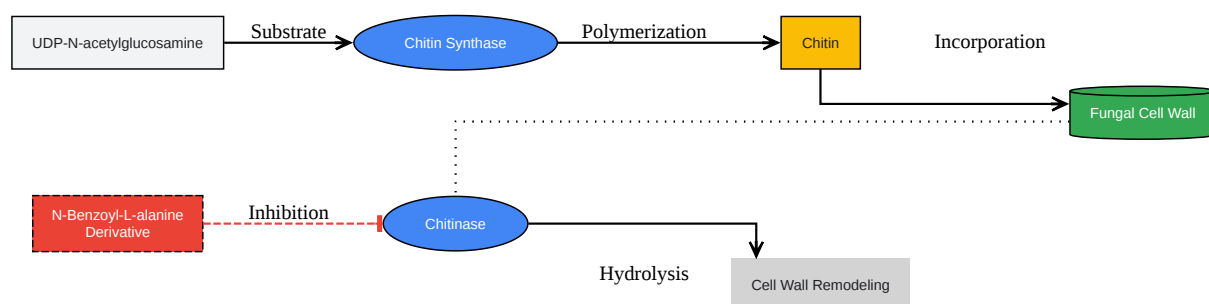 UDP-N-acetylglucosamine
Substrate
Chitin Synthase
Polymerization
Chitin
Incorporation
Fungal Cell Wall
N-Benzoyl-L-alanine
Derivative
Inhibition
Chitinase
Hydrolysis
Cell Wall Remodeling